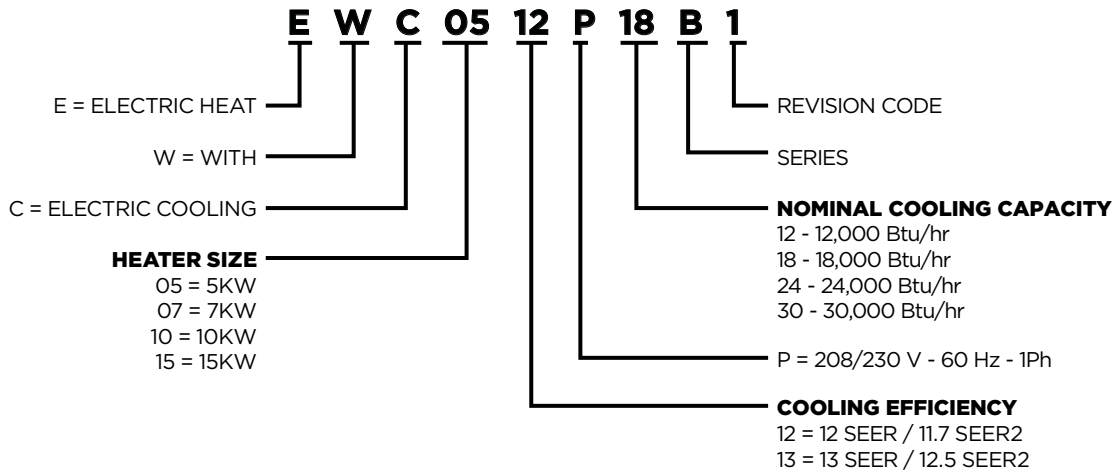 E W C 05 12 P 18 B 1
E = ELECTRIC HEAT
W = WITH
C = ELECTRIC COOLING
HEATER SIZE
05 = 5KW
07 = 7KW
10 = 10KW
15 = 15KW
REVISION CODE
SERIES
NOMINAL COOLING CAPACITY
12 - 12,000 Btu/hr
18 - 18,000 Btu/hr
24 - 24,000 Btu/hr
30 - 30,000 Btu/hr
P = 208/230 V - 60 Hz - 1Ph
COOLING EFFICIENCY
12 = 12 SEER / 11.7 SEER2
13 = 13 SEER / 12.5 SEER2